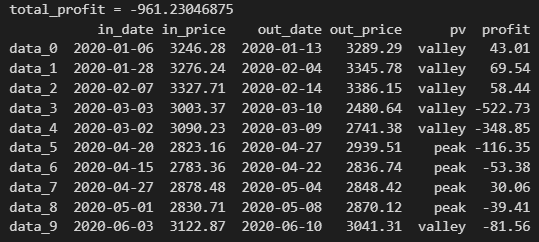 total_profit = -961.23046875
in_date in_price out_date out_price pv profit
data_0 2020-01-06 3246.28 2020-01-13 3289.29 valley 43.01
data_1 2020-01-28 3276.24 2020-02-04 3345.78 valley 69.54
data_2 2020-02-07 3327.71 2020-02-14 3386.15 valley 58.44
data_3 2020-03-03 3003.37 2020-03-10 2480.64 valley -522.73
data_4 2020-03-02 3090.23 2020-03-09 2741.38 valley -348.85
data_5 2020-04-20 2823.16 2020-04-27 2939.51 peak -116.35
data_6 2020-04-15 2783.36 2020-04-22 2836.74 peak -53.38
data_7 2020-04-27 2878.48 2020-05-04 2848.42 peak 30.06
data_8 2020-05-01 2830.71 2020-05-08 2870.12 peak -39.41
data_9 2020-06-03 3122.87 2020-06-10 3041.31 valley -81.56